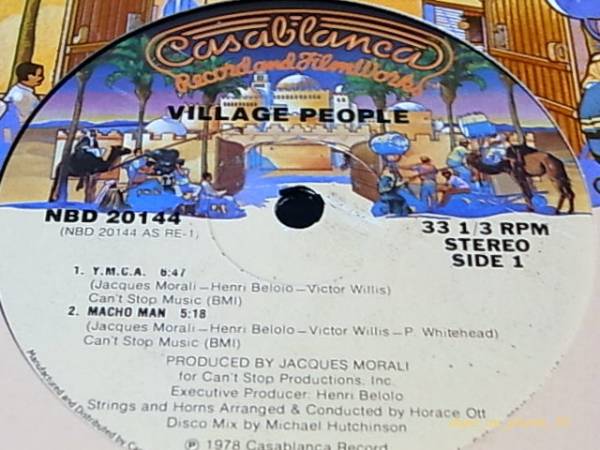 Casablanca
Record and FilmWorks
VILLAGE PEOPLE
NBD 20144
(NBD 20144 AS RE-1)
33 1/3 RPM
STEREO
SIDE 1
1. Y.M.C.A. 6:47
(Jacques Morali—Henri Belolo—Victor Willis)
Can't Stop Music (BMI)
2. MACHO MAN 5:18
(Jacques Morali—Henri Belolo—Victor Willis—P. Whitehead)
Can't Stop Music (BMI)
PRODUCED BY JACQUES MORALI
for Can't Stop Productions, Inc.
Executive Producer: Henri Belolo
Strings and Horns Arranged & Conducted by Horace Ott
Disco Mix by Michael Hutchinson
℗ 1978 Casablanca Record
Manufactured and Distributed by